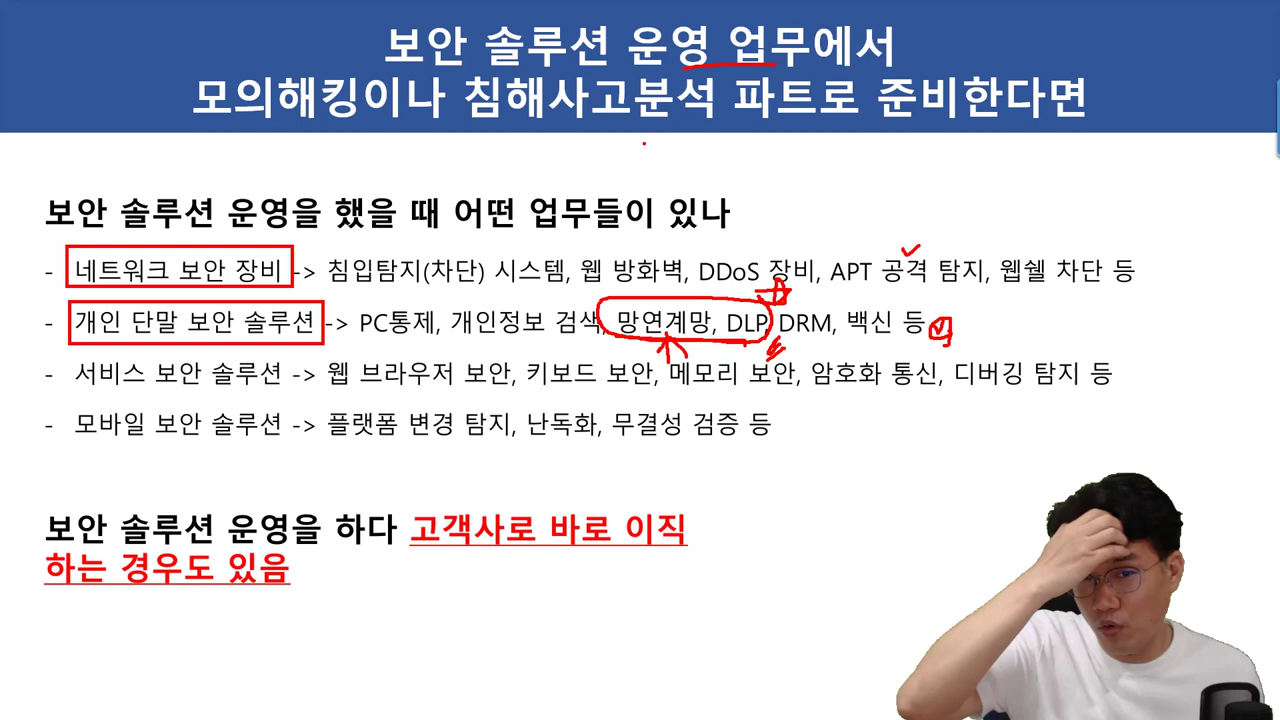 보안 솔루션 운영 업무에서
모의해킹이나 침해사고분석 파트로 준비한다면
보안 솔루션 운영을 했을 때 어떤 업무들이 있나
- 네트워크 보안 장비 -> 침입탐지(차단) 시스템, 웹 방화벽, DDoS 장비, APT 공격 탐지, 웹쉘 차단 등
- 개인 단말 보안 솔루션 -> PC통제, 개인정보 검색, 망연계망, DLP, DRM, 백신 등
- 서비스 보안 솔루션 -> 웹 브라우저 보안, 키보드 보안, 메모리 보안, 암호화 통신, 디버깅 탐지 등
- 모바일 보안 솔루션 -> 플랫폼 변경 탐지, 난독화, 무결성 검증 등
보안 솔루션 운영을 하다 고객사로 바로 이직
하는 경우도 있음